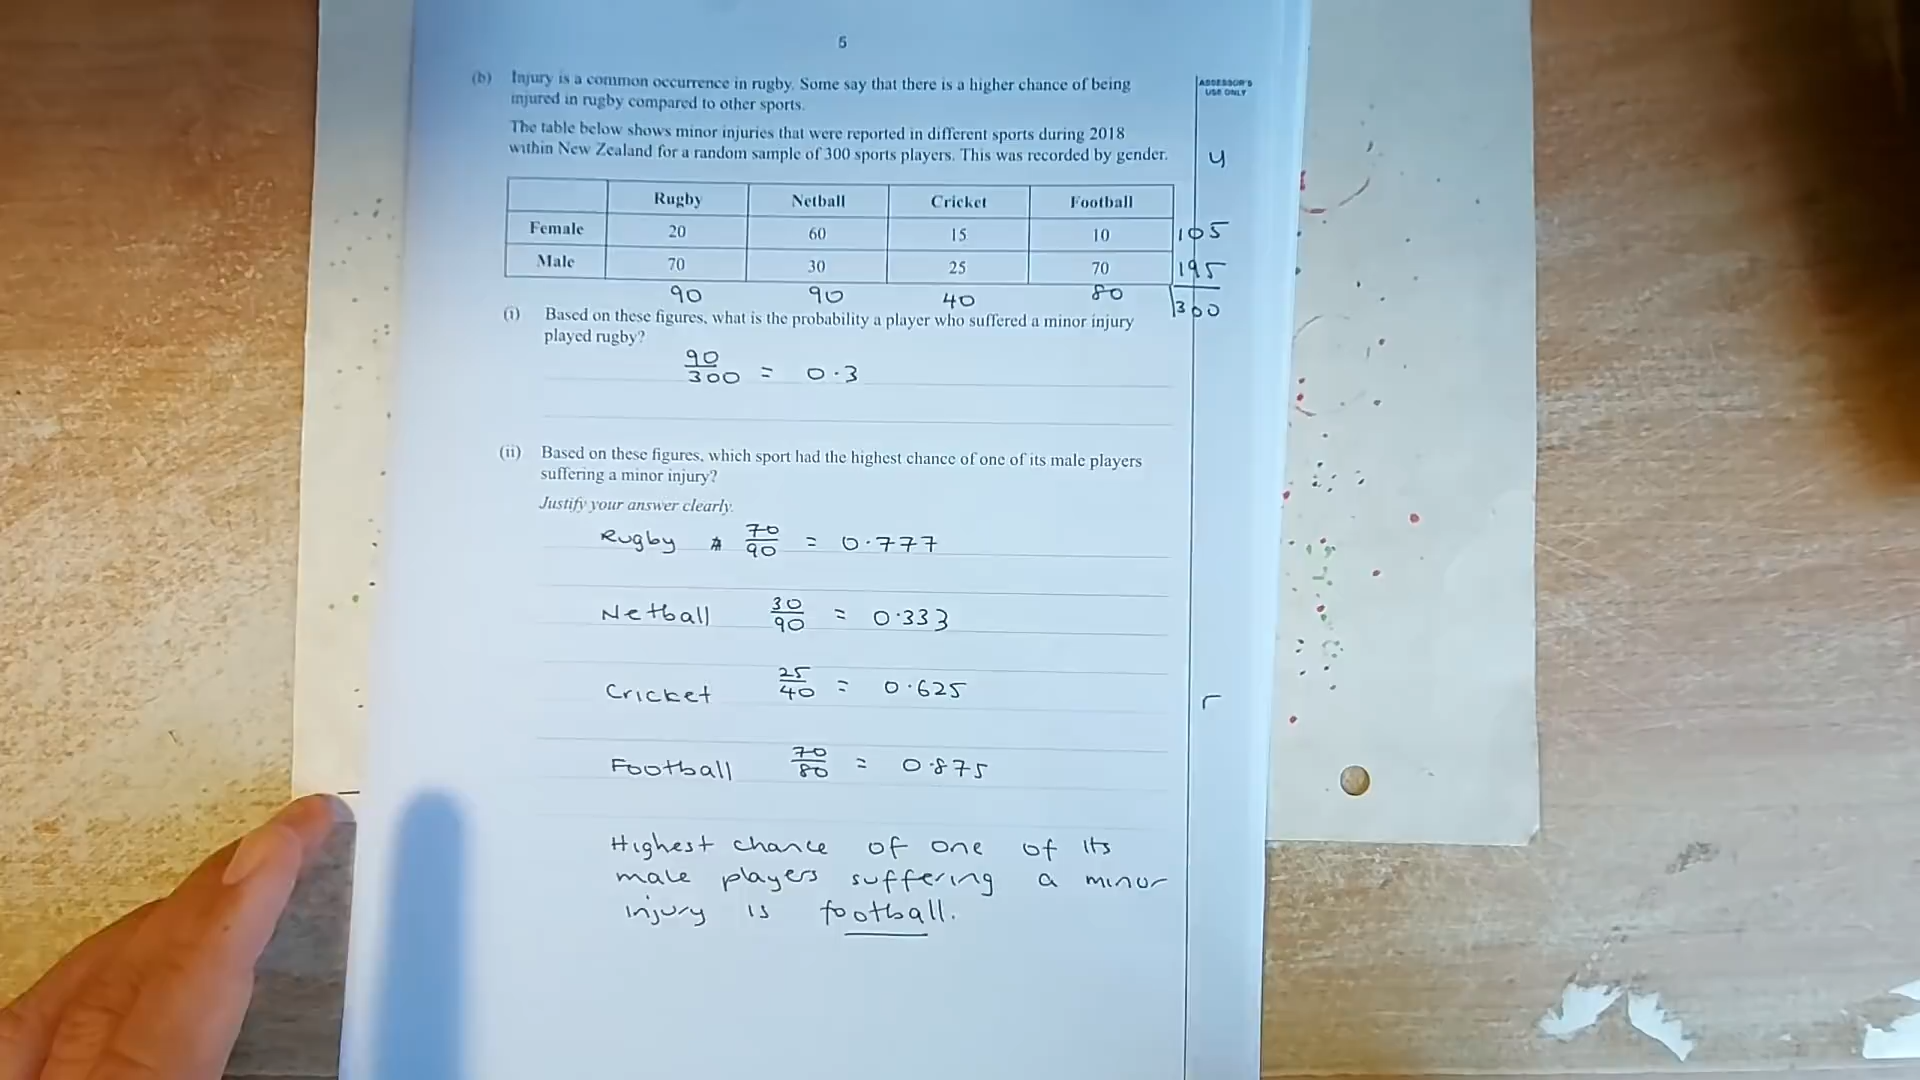 5
(b) Injury is a common occurrence in rugby. Some say that there is a higher chance of being
injured in rugby compared to other sports.
ASSESSOR'S
USE ONLY
The table below shows minor injuries that were reported in different sports during 2018
within New Zealand for a random sample of 300 sports players. This was recorded by gender.
u
Rugby Netball Cricket Football
Female 20 60 15 10 105
Male 70 30 25 70 195
90 90 40 80 300
(i) Based on these figures, what is the probability a player who suffered a minor injury
played rugby?
90/300 = 0.3
(ii) Based on these figures, which sport had the highest chance of one of its male players
suffering a minor injury?
Justify your answer clearly.
Rugby 70/90 = 0.777
Netball 30/90 = 0.333
Cricket 25/40 = 0.625
r
Football 70/80 = 0.875
Highest chance of one of its
male players suffering a minor
injury is football.